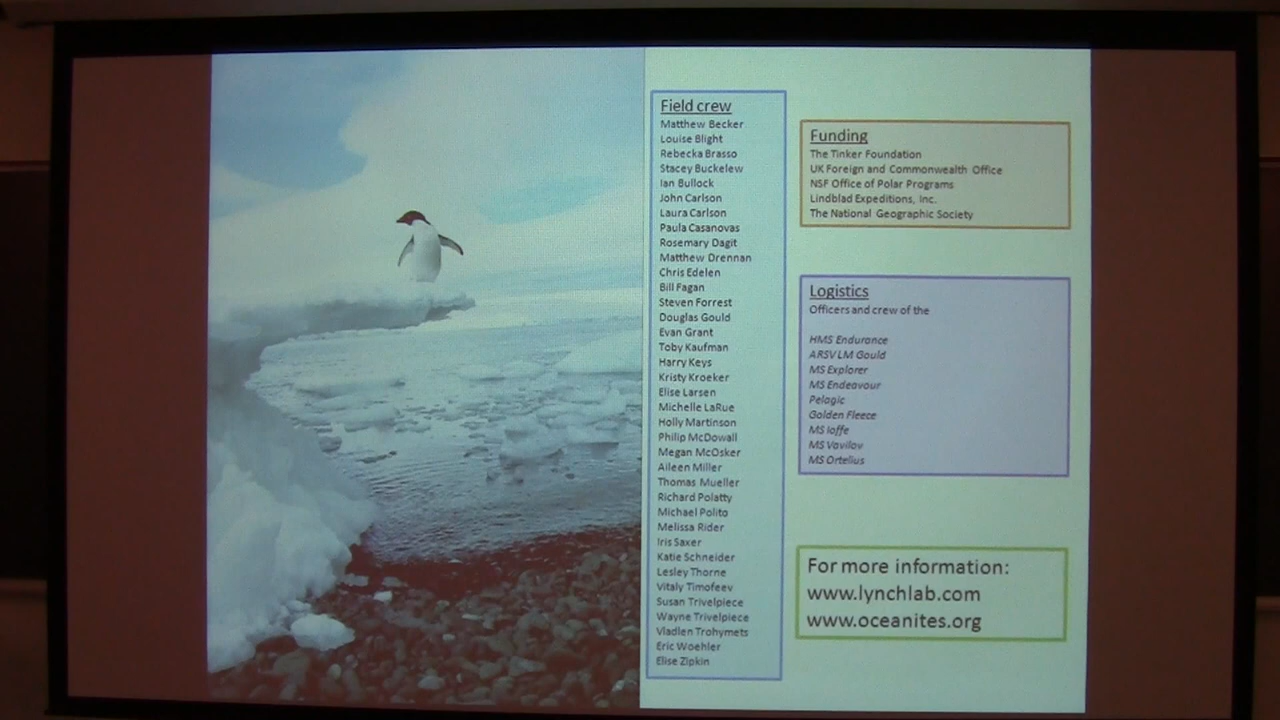 Field crew
Matthew Becker
Louise Blight
Rebecka Brasso
Stacey Buckelew
Ian Bullock
John Carlson
Laura Carlson
Paula Casanovas
Rosemary Dagit
Matthew Drennan
Chris Edelen
Bill Fagan
Steven Forrest
Douglas Gould
Evan Grant
Toby Kaufman
Harry Keys
Kristy Kroeker
Elise Larsen
Michelle LaRue
Holly Martinson
Philip McDowall
Megan McOsker
Aileen Miller
Thomas Mueller
Richard Polatty
Michael Polito
Melissa Rider
Iris Saxer
Katie Schneider
Lesley Thorne
Vitaly Timofeev
Susan Trivelpiece
Wayne Trivelpiece
Vladlen Trohymets
Eric Woehler
Elise Zipkin
Funding
The Tinker Foundation
UK Foreign and Commonwealth Office
NSF Office of Polar Programs
Lindblad Expeditions, Inc.
The National Geographic Society
Logistics
Officers and crew of the
HMS Endurance
ARSV LM Gould
MS Explorer
MS Endeavour
Pelagic
Golden Fleece
MS Ioffe
MS Vavilov
MS Ortelius
For more information:
www.lynchlab.com
www.oceanites.org